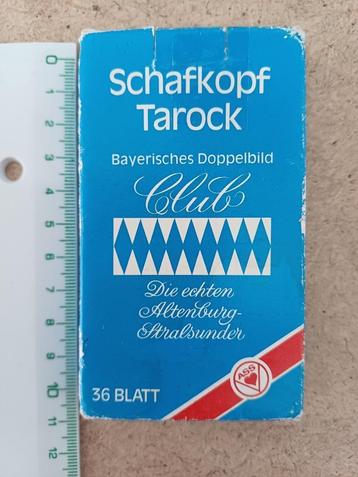 Schafkopf
Tarock
Bayerisches Doppelbild
Club
Die echten
Altenburg-
Stralsunder
36 BLATT
ASS
0
1
2
3
4
5
6
7
8
9
10
11
12